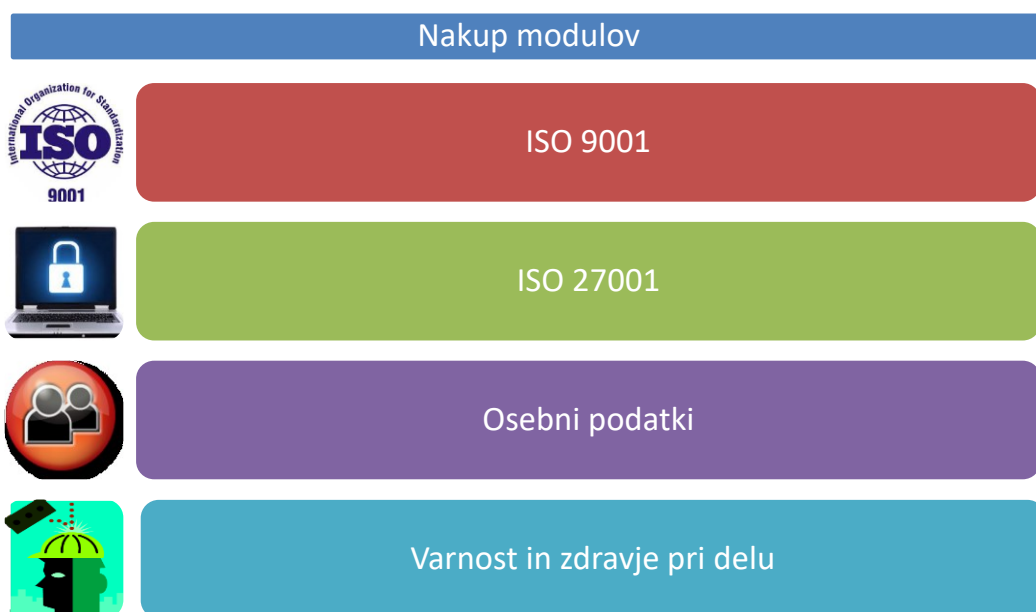 Nakup modulov
International Organization for Standardization
ISO
9001
ISO 9001
ISO 27001
Osebni podatki
Varnost in zdravje pri delu